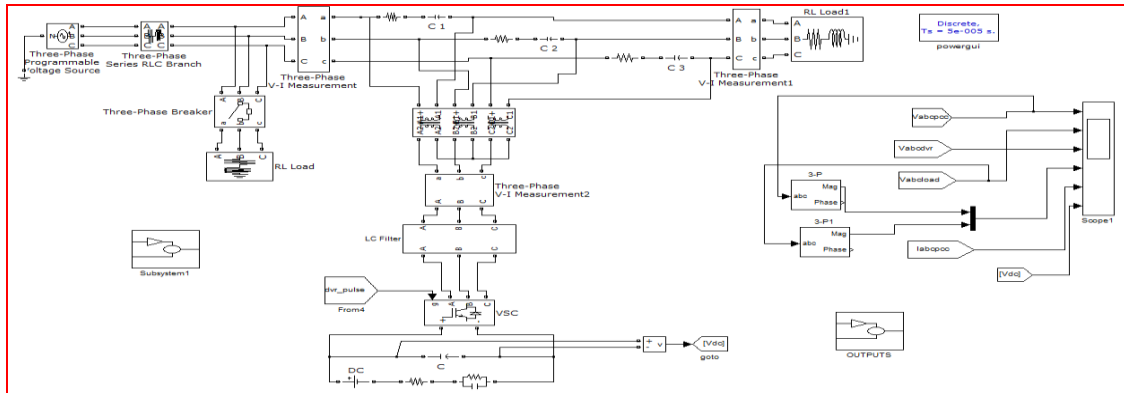 N
A
B
C
A
B
C
A
B
C
Three-Phase
Programmable
Voltage Source
Three-Phase
Series RLC Branch
A
B
C
a
b
c
Three-Phase
V-I Measurement
C 1
C 2
C 3
A
B
C
a
b
c
Three-Phase
V-I Measurement1
RL Load1
A
B
C
Discrete,
Ts = 5e-005 s.
powergui
Three-Phase Breaker
A
B
C
a
b
c
A
B
C
RL Load
a
b
c
A
B
C
Three-Phase
V-I Measurement2
LC Filter
A
B
C
A
B
C
dvr_pulse
From4
g
A
B
C
+
-
VSC
C
DC
+
+
-
v
[Vdc]
goto
Subsystem1
Vabcpcc
Vabcdvr
Vabcload
3-P
abc
Mag
Phase
3-P1
abc
Mag
Phase
Iabcpcc
[Vdc]
Scope1
OUTPUTS